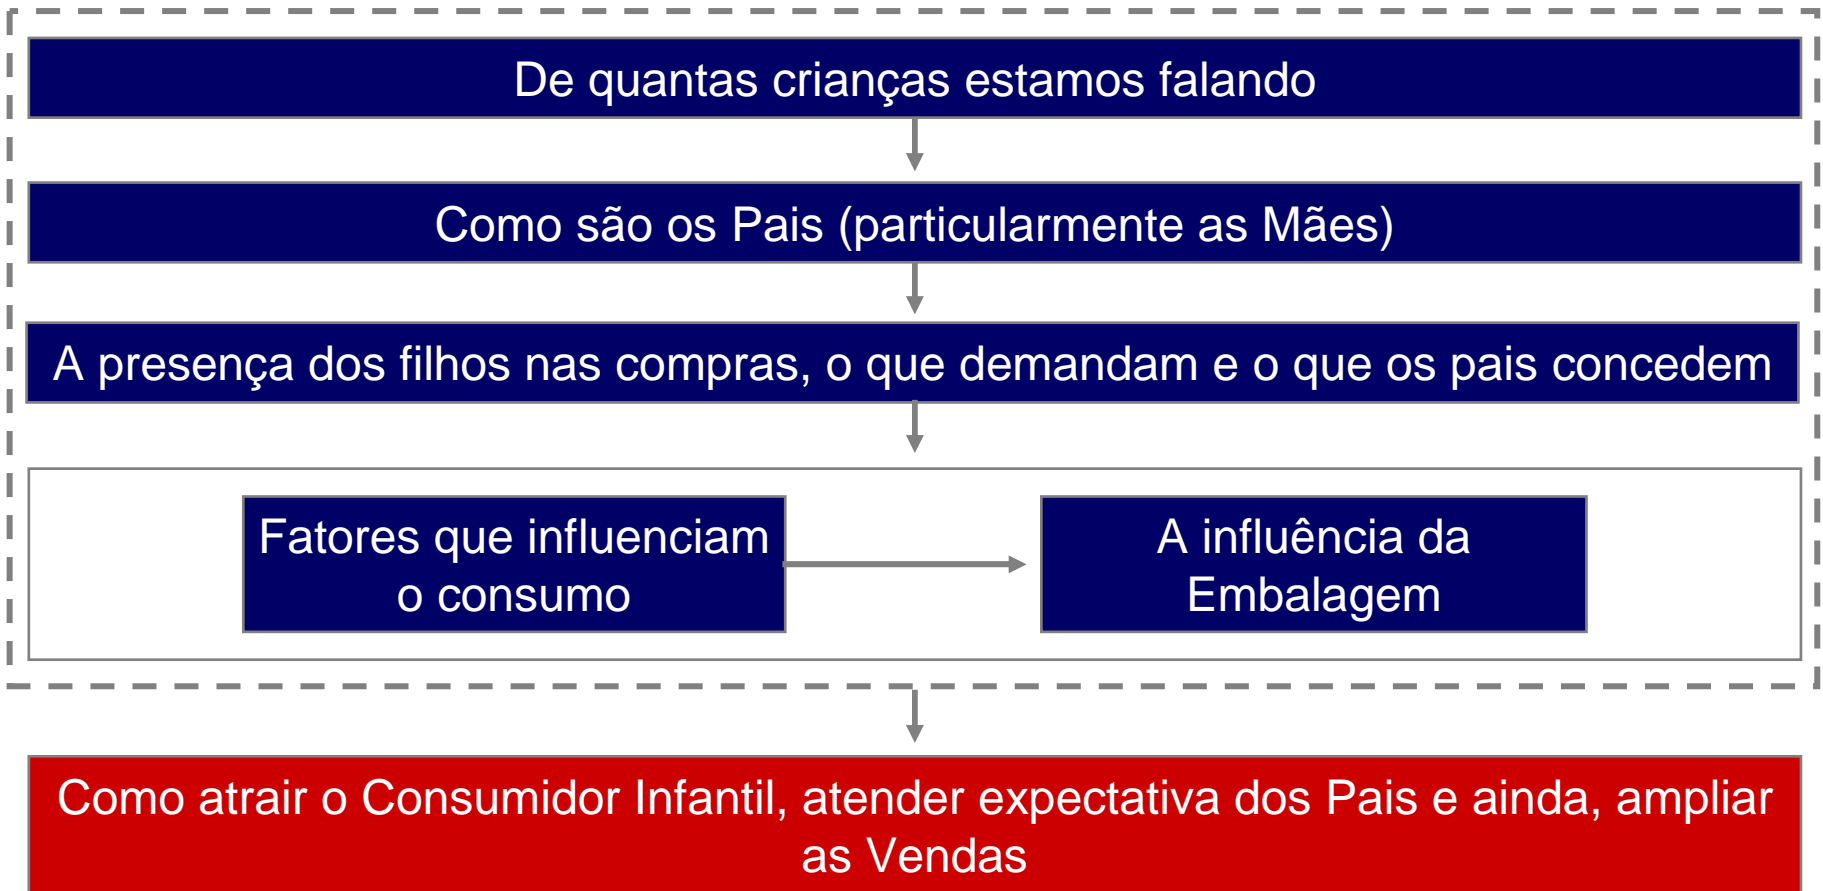 De quantas crianças estamos falando
Como são os Pais (particularmente as Mães)
A presença dos filhos nas compras, o que demandam e o que os pais concedem
Fatores que influenciam
o consumo
A influência da
Embalagem
Como atrair o Consumidor Infantil, atender expectativa dos Pais e ainda, ampliar
as Vendas